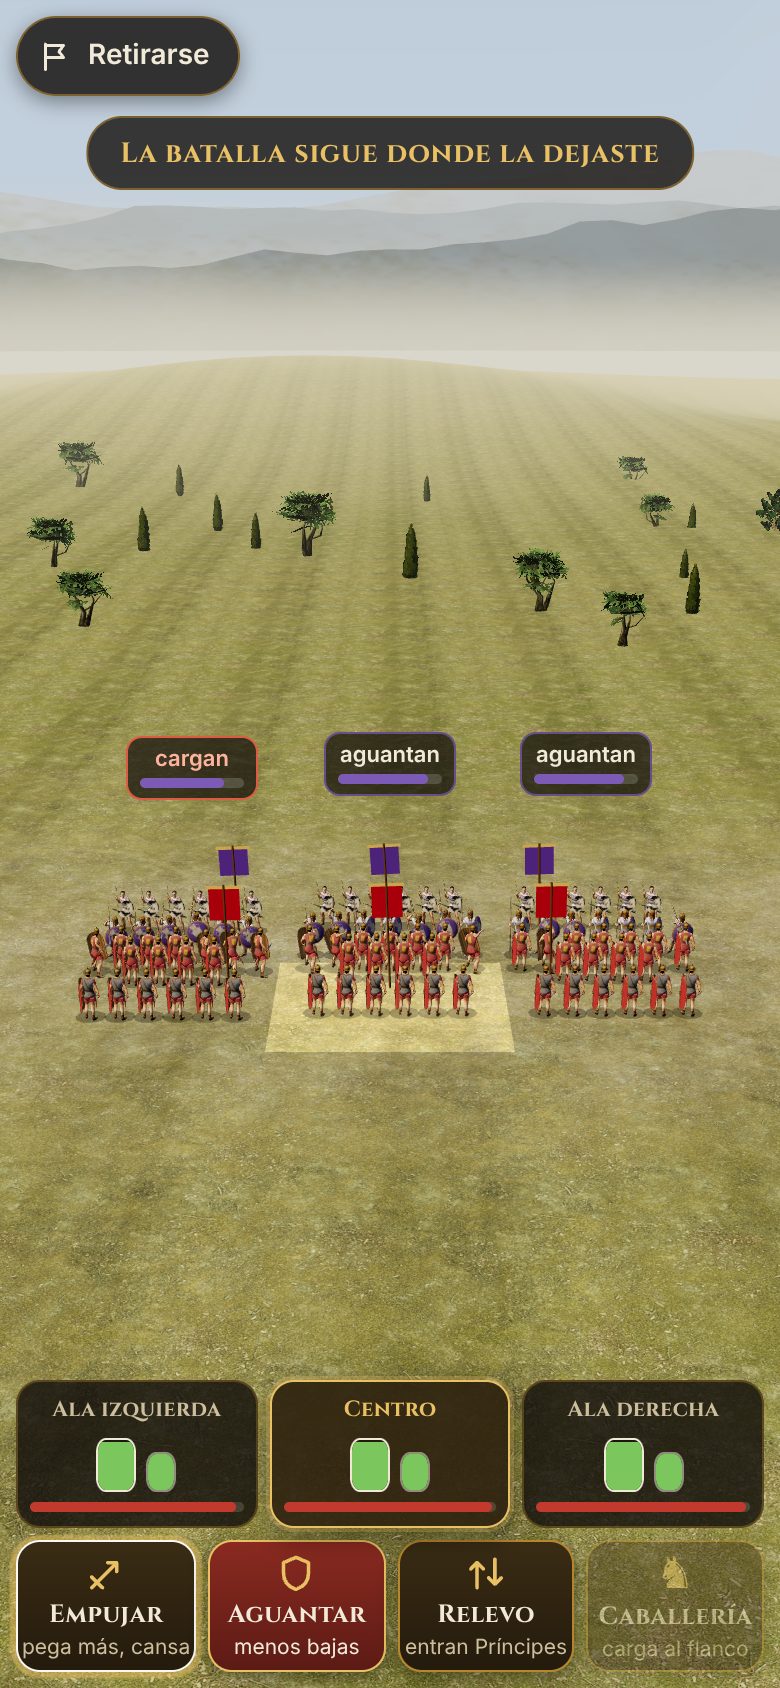 Retirarse
La batalla sigue donde la dejaste
cargan
aguantan
aguantan
Ala izquierda
Centro
Ala derecha
Empujar
pega más, cansa
Aguantar
menos bajas
Relevo
entran Príncipes
Caballería
carga al flanco